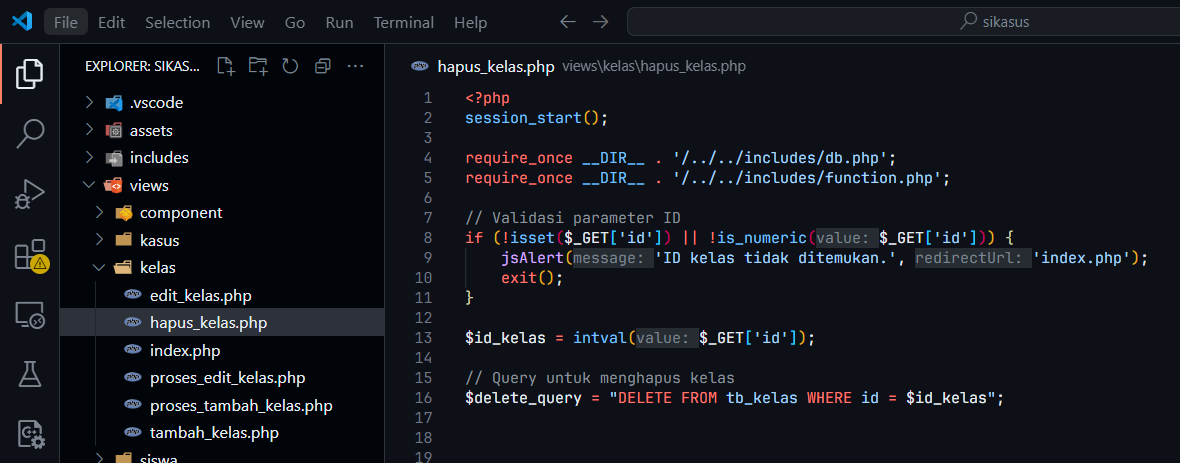 File Edit Selection View Go Run Terminal Help
sikasus
EXPLORER: SIKAS...
.vscode
assets
includes
views
component
kasus
kelas
edit_kelas.php
hapus_kelas.php
index.php
proses_edit_kelas.php
proses_tambah_kelas.php
tambah_kelas.php
siswa
php hapus_kelas.php views\kelas\hapus_kelas.php
1 <?php
2 session_start();
3
4 require_once __DIR__ . '/../../includes/db.php';
5 require_once __DIR__ . '/../../includes/function.php';
6
7 // Validasi parameter ID
8 if (!isset($_GET['id']) || !is_numeric(value: $_GET['id'])) {
9 jsAlert(message: 'ID kelas tidak ditemukan.', redirectUrl: 'index.php');
10 exit();
11 }
12
13 $id_kelas = intval(value: $_GET['id']);
14
15 // Query untuk menghapus kelas
16 $delete_query = "DELETE FROM tb_kelas WHERE id = $id_kelas";
17
18
19